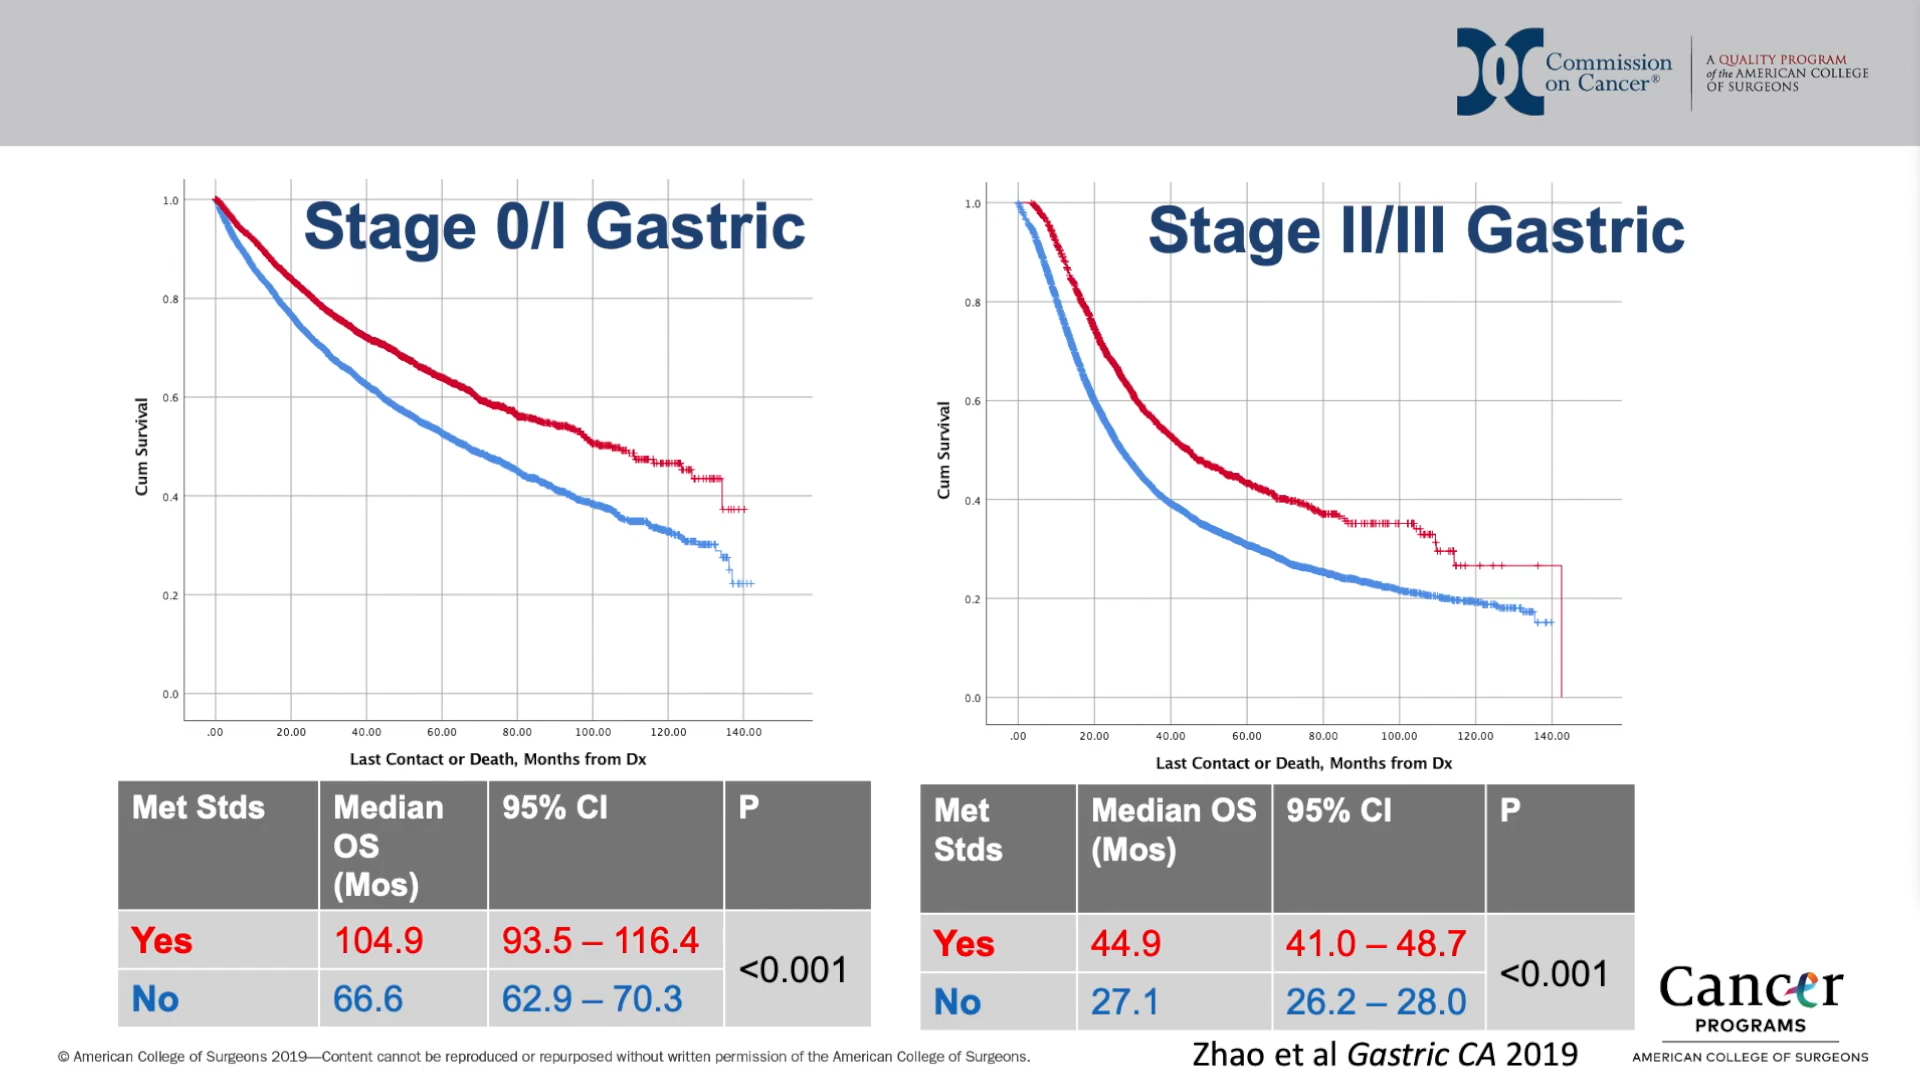 Commission
on Cancer®
A QUALITY PROGRAM
of the AMERICAN COLLEGE
OF SURGEONS
Stage 0/I Gastric
1.0
0.8
0.6
0.4
0.2
0.0
Cum Survival
.00 20.00 40.00 60.00 80.00 100.00 120.00 140.00
Last Contact or Death, Months from Dx
Stage II/III Gastric
1.0
0.8
0.6
0.4
0.2
0.0
Cum Survival
.00 20.00 40.00 60.00 80.00 100.00 120.00 140.00
Last Contact or Death, Months from Dx
Met Stds Median OS (Mos) 95% CI P
Yes 104.9 93.5 – 116.4 <0.001
No 66.6 62.9 – 70.3
Met Stds Median OS (Mos) 95% CI P
Yes 44.9 41.0 – 48.7 <0.001
No 27.1 26.2 – 28.0
Cancer
PROGRAMS
AMERICAN COLLEGE OF SURGEONS
© American College of Surgeons 2019—Content cannot be reproduced or repurposed without written permission of the American College of Surgeons.
Zhao et al Gastric CA 2019